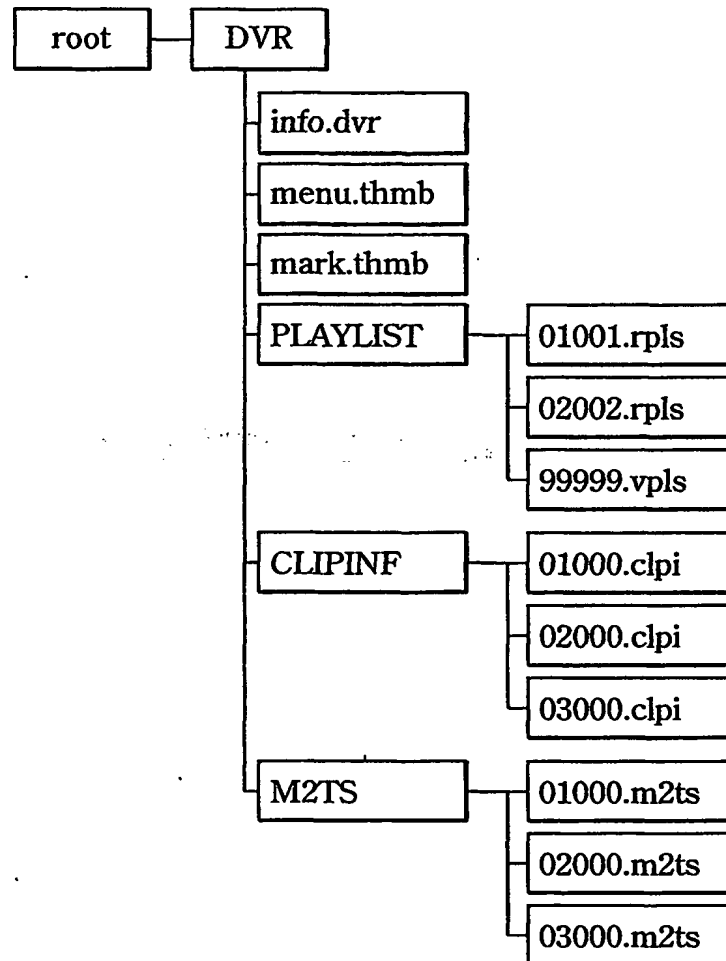 root DVR
info.dvr
menu.thmb
mark.thmb
PLAYLIST 01001.rpls
02002.rpls
99999.vpls
CLIPINF 01000.clpi
02000.clpi
03000.clpi
M2TS 01000.m2ts
02000.m2ts
03000.m2ts